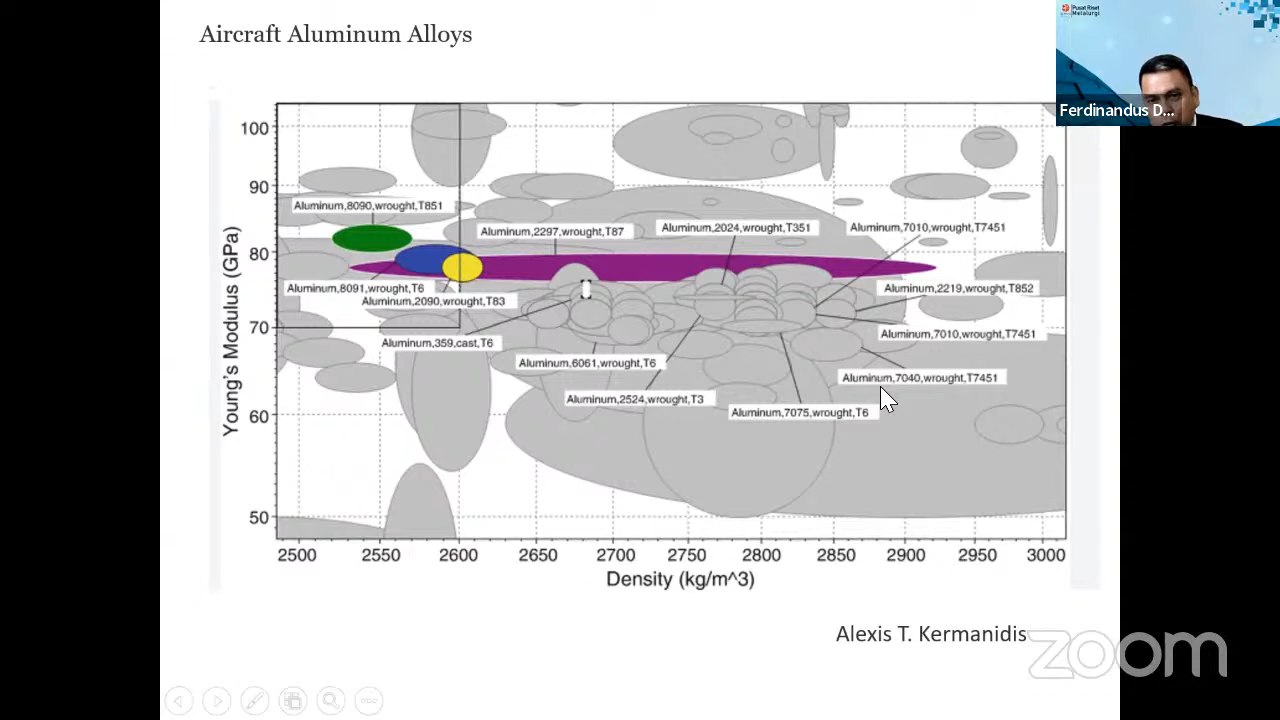 Aircraft Aluminum Alloys
Pusat Riset
Metalurgi
Ferdinandus D...
100
90
80
70
60
50
Young's Modulus (GPa)
Aluminum,8090,wrought,T851
Aluminum,2297,wrought,T87
Aluminum,2024,wrought,T351
Aluminum,7010,wrought,T7451
Aluminum,8091,wrought,T6
Aluminum,2090,wrought,T83
Aluminum,2219,wrought,T852
Aluminum,359,cast,T6
Aluminum,7010,wrought,T7451
Aluminum,6061,wrought,T6
Aluminum,7040,wrought,T7451
Aluminum,2524,wrought,T3
Aluminum,7075,wrought,T6
2500 2550 2600 2650 2700 2750 2800 2850 2900 2950 3000
Density (kg/m^3)
Alexis T. Kermanidis
zoom